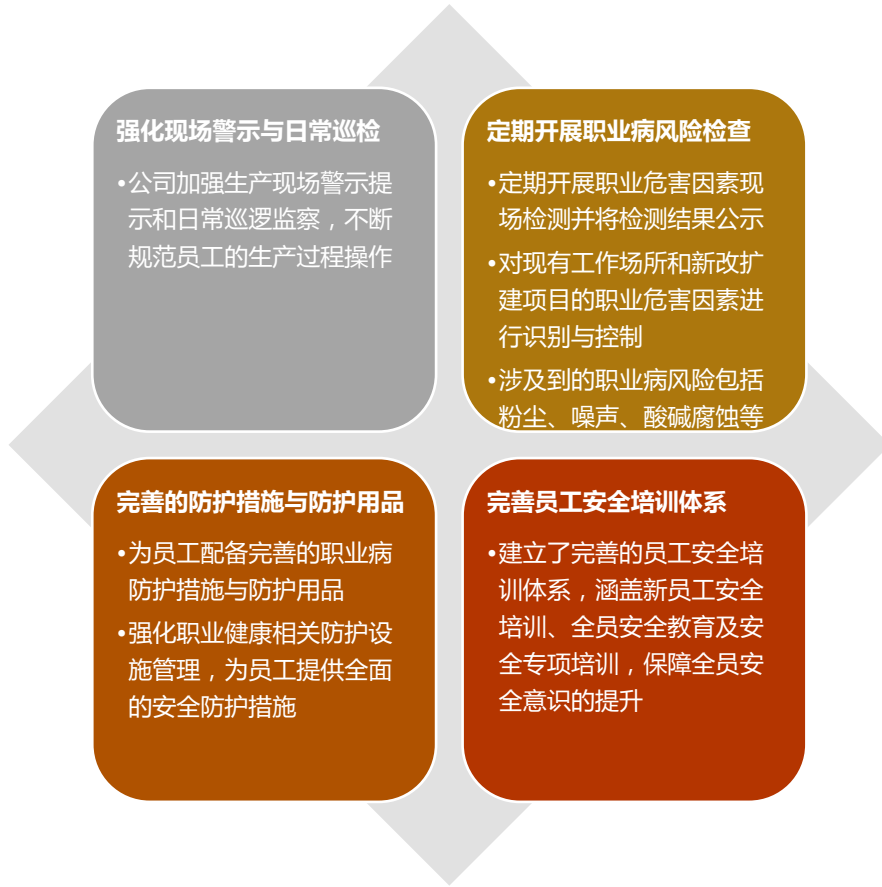 强化现场警示与日常巡检
•公司加强生产现场警示提
示和日常巡逻监察，不断
规范员工的生产过程操作
定期开展职业病风险检查
•定期开展职业危害因素现
场检测并将检测结果公示
•对现有工作场所和新改扩
建项目的职业危害因素进
行识别与控制
•涉及到的职业病风险包括
粉尘、噪声、酸碱腐蚀等
完善的防护措施与防护用品
•为员工配备完善的职业病
防护措施与防护用品
•强化职业健康相关防护设
施管理，为员工提供全面
的安全防护措施
完善员工安全培训体系
•建立了完善的员工安全培
训体系，涵盖新员工安全
培训、全员安全教育及安
全专项培训，保障全员安
全意识的提升